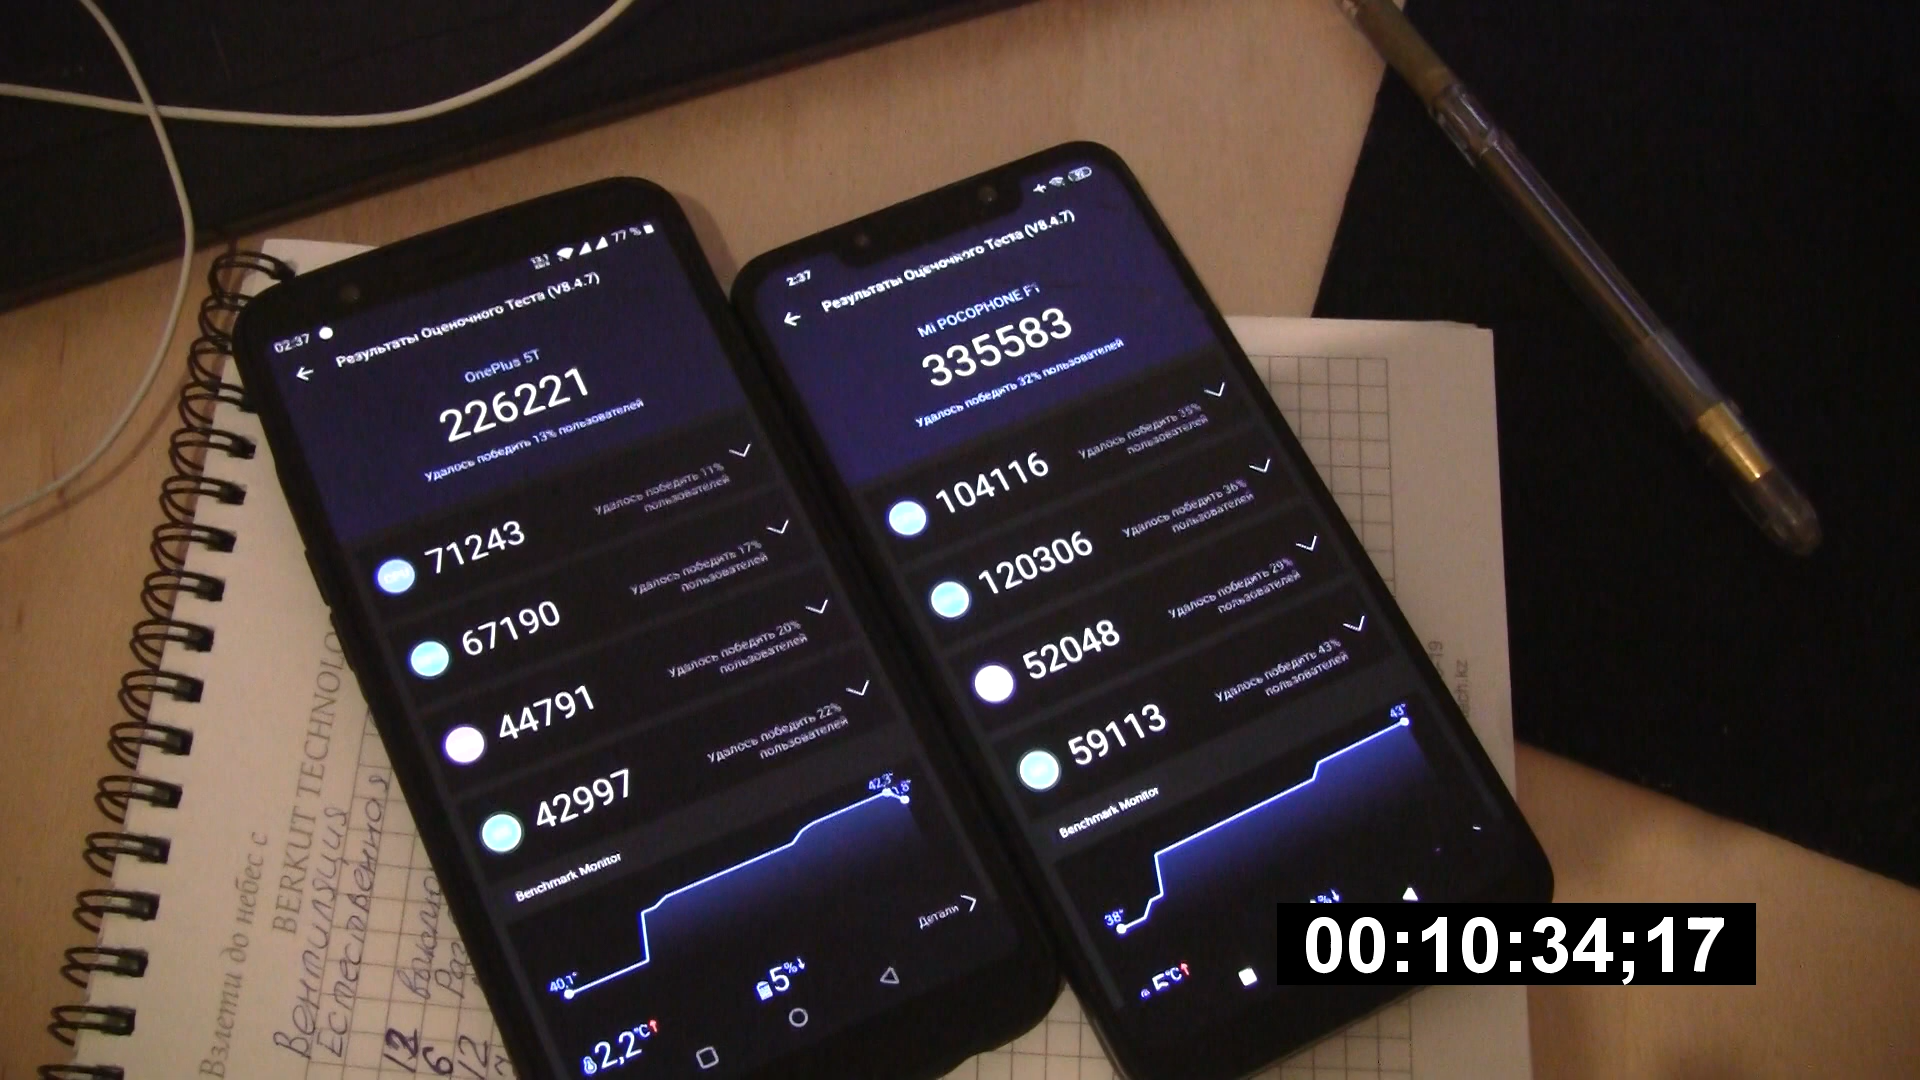 02:37
77 %
Результаты Оценочного Теста (V8.4.7)
OnePlus 5T
226221
Удалось победить 13% пользователей
71243
Удалось победить 11%
пользователей
67190
Удалось победить 17%
пользователей
44791
Удалось победить 20%
пользователей
42997
Удалось победить 22%
пользователей
Benchmark Monitor
40,1°
42,3°
Детали
2,2°C↑
5%↓
2:37
Результаты Оценочного Теста (V8.4.7)
Mi POCOPHONE F1
335583
Удалось победить 32% пользователей
104116
Удалось победить 35%
пользователей
120306
Удалось победить 36%
пользователей
52048
Удалось победить 29%
пользователей
59113
Удалось победить 43%
пользователей
Benchmark Monitor
38°
43°
5°C↑
%↓
00:10:34;17
Взлети до небес с
BERKUT TECHNOLO
Вентиляция
Естественная
12
6
12